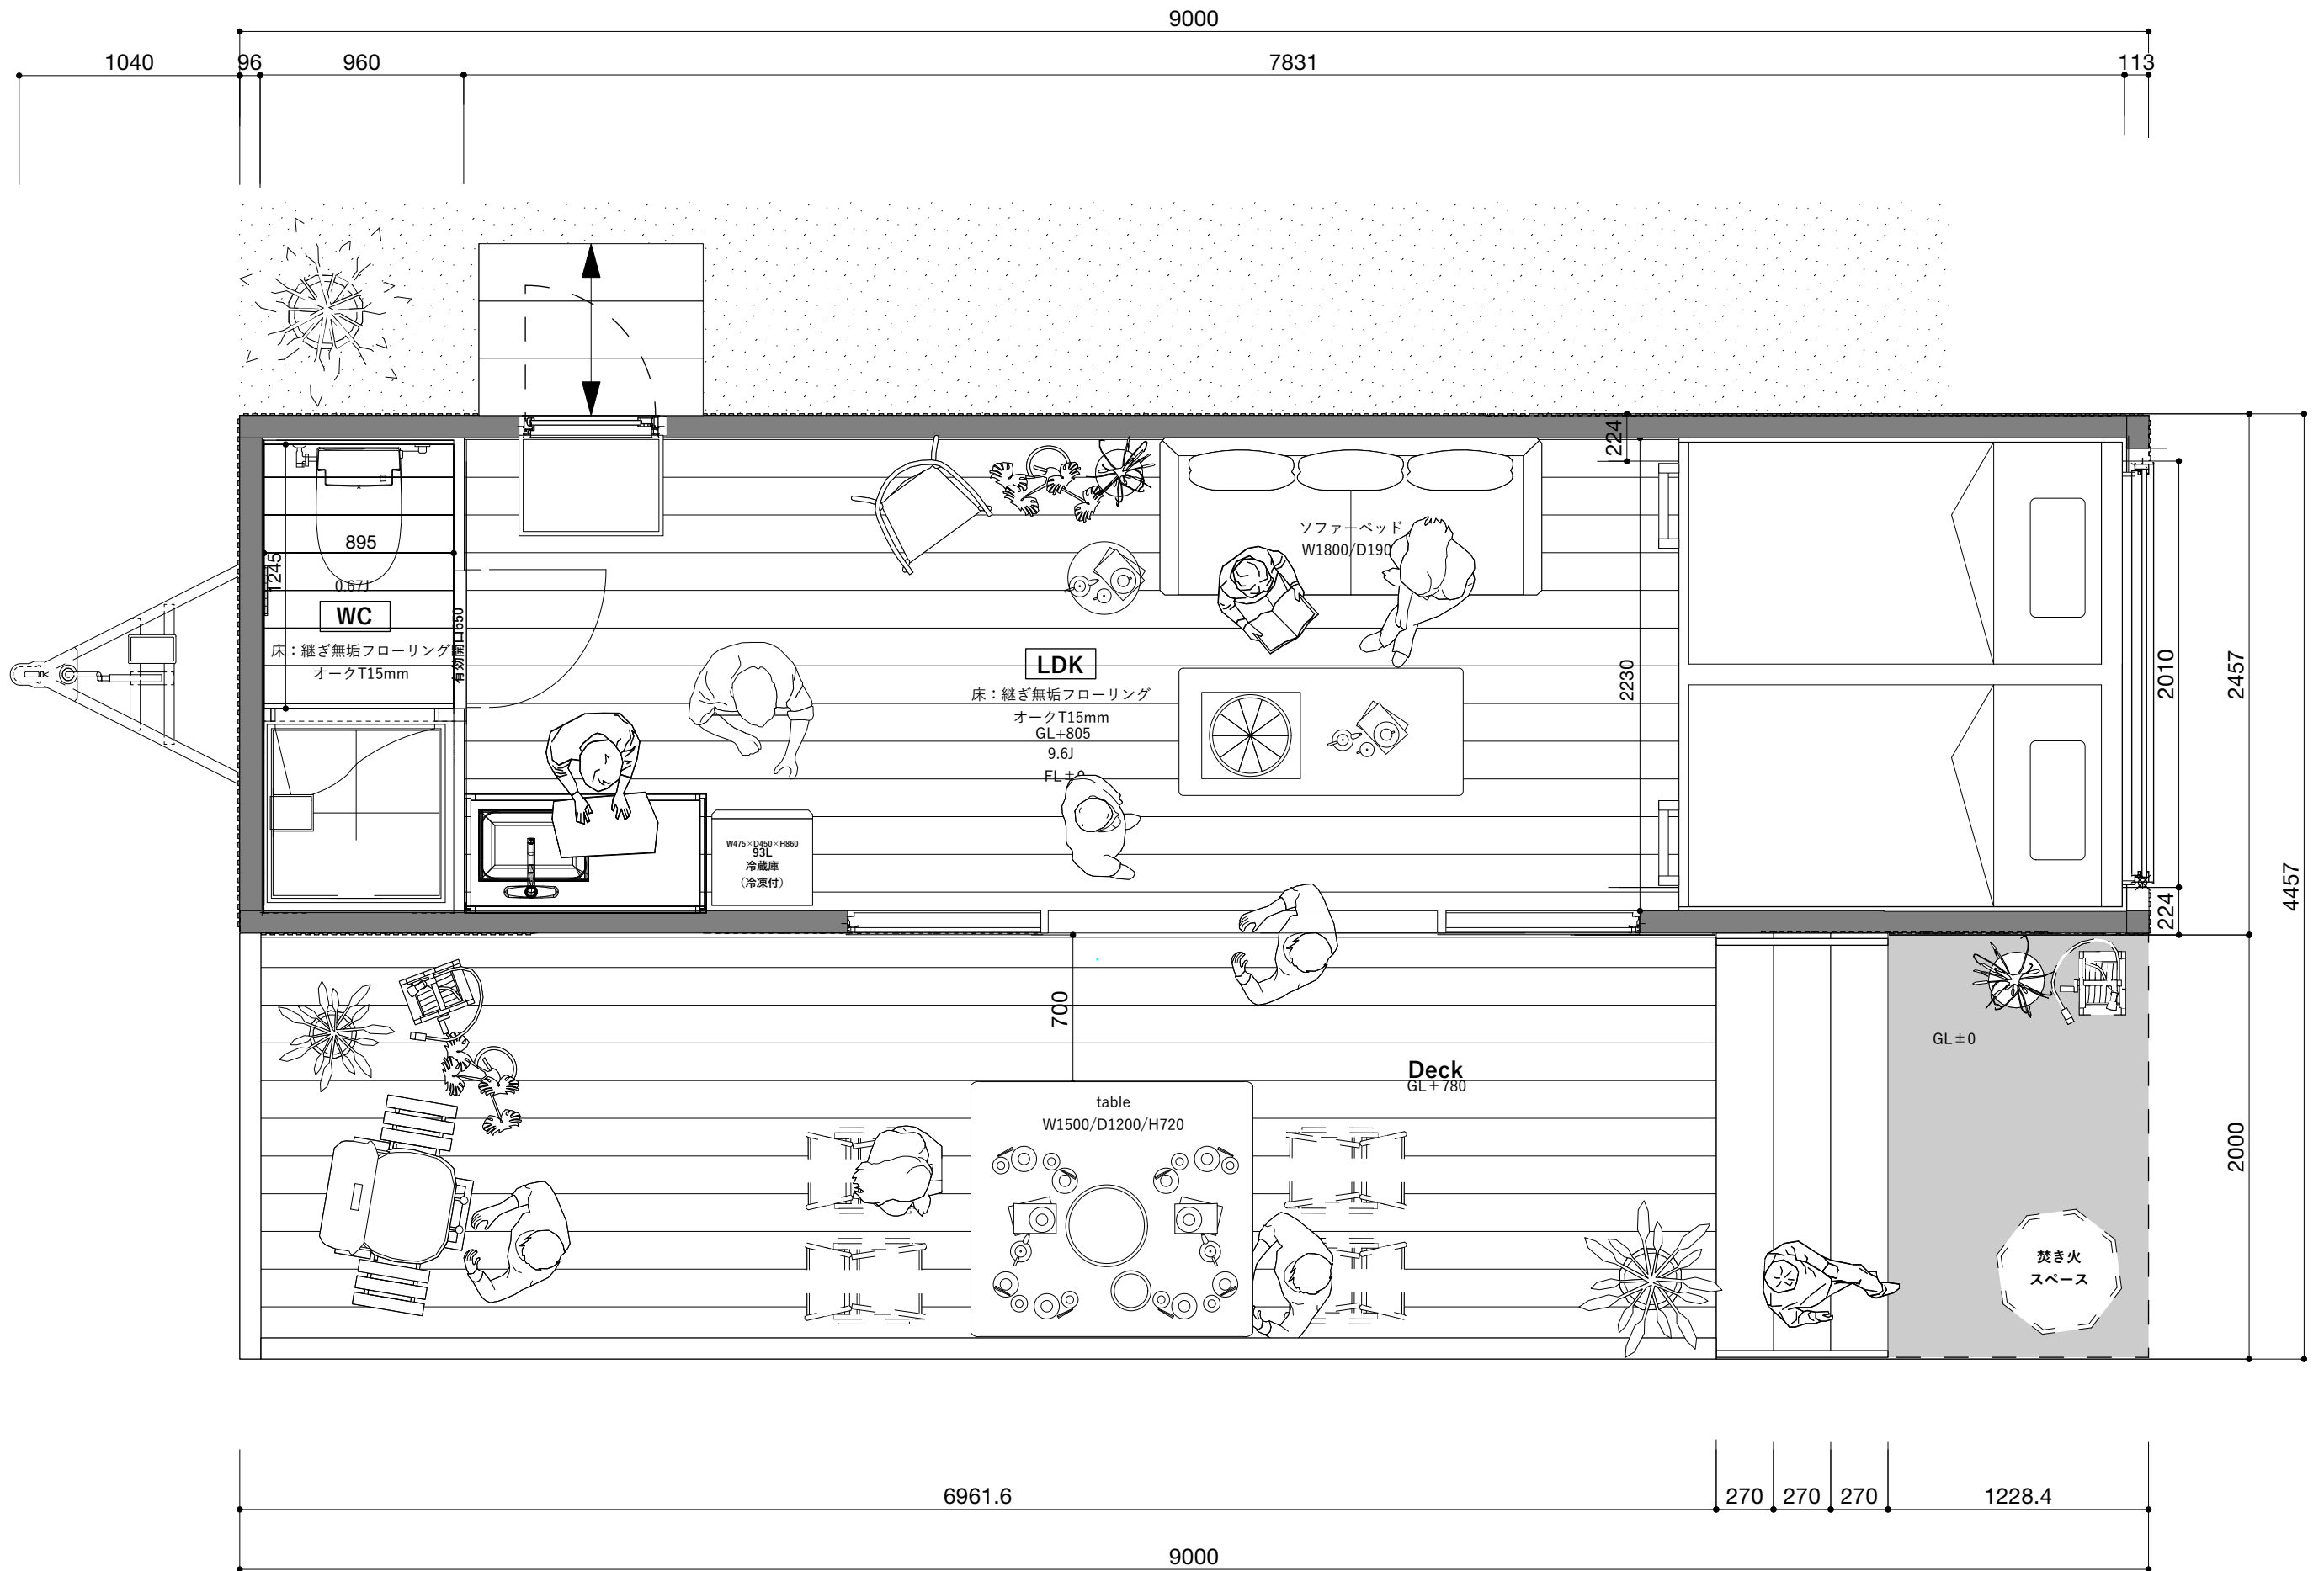 9000
1040
96
960
7831
113
224
ソファーベッド
W1800/D190
895
1245
0.67J
WC
床：継ぎ無垢フローリング
オークT15mm
有効開口650
LDK
床：継ぎ無垢フローリング
オークT15mm
GL+805
9.6J
FL±0
2230
2010
2457
W475×D450×H860
93L
冷蔵庫
（冷凍付）
224
4457
700
GL±0
Deck
GL＋780
table
W1500/D1200/H720
2000
焚き火
スペース
6961.6
270
270
270
1228.4
9000